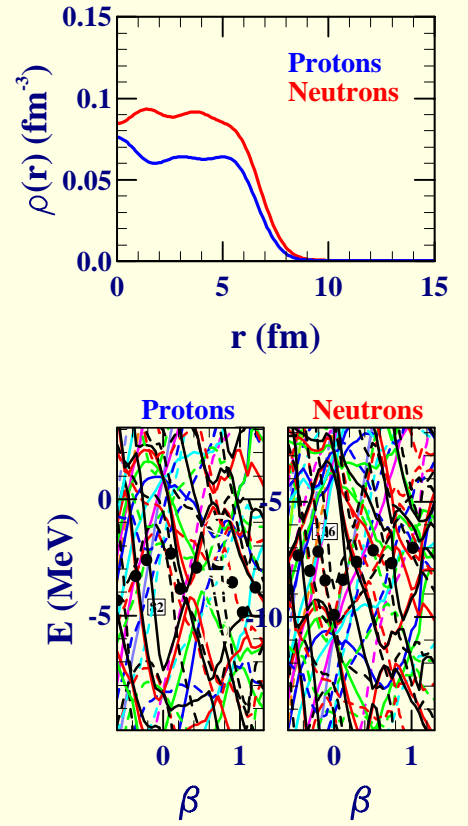 0.15
0.1
0.05
0.0
ρ(r) (fm-3)
Protons
Neutrons
0 5 10 15
r (fm)
Protons Neutrons
0
-5
E (MeV)
-5
-10
0 1 0 1
β β